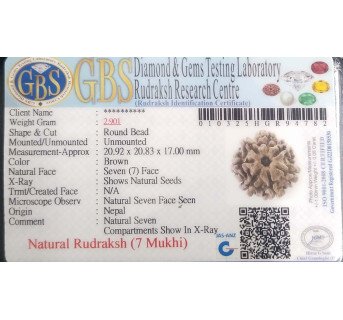 GBS
GBS
Diamond & Gems Testing Laboratory
Rudraksh Research Centre
(Rudraksh Identification Certificate)
Client Name : **********
Weight Gram : 2.901
Shape & Cut : Round Bead
Mounted/Unmounted : Unmounted
Measurement-Approx : 20.92 x 20.83 x 17.00 mm
Color : Brown
Natural Face : Seven (7) Face
X-Ray : Shows Natural Seeds
Trmt/Created Face : N/A
Microscope Observ : Natural Seven Face Seen
Origin : Nepal
Comment : Natural Seven
Compartments Show In X-Ray
Natural Rudraksh (7 Mukhi)
010325HGR94782
JAS-ANZ